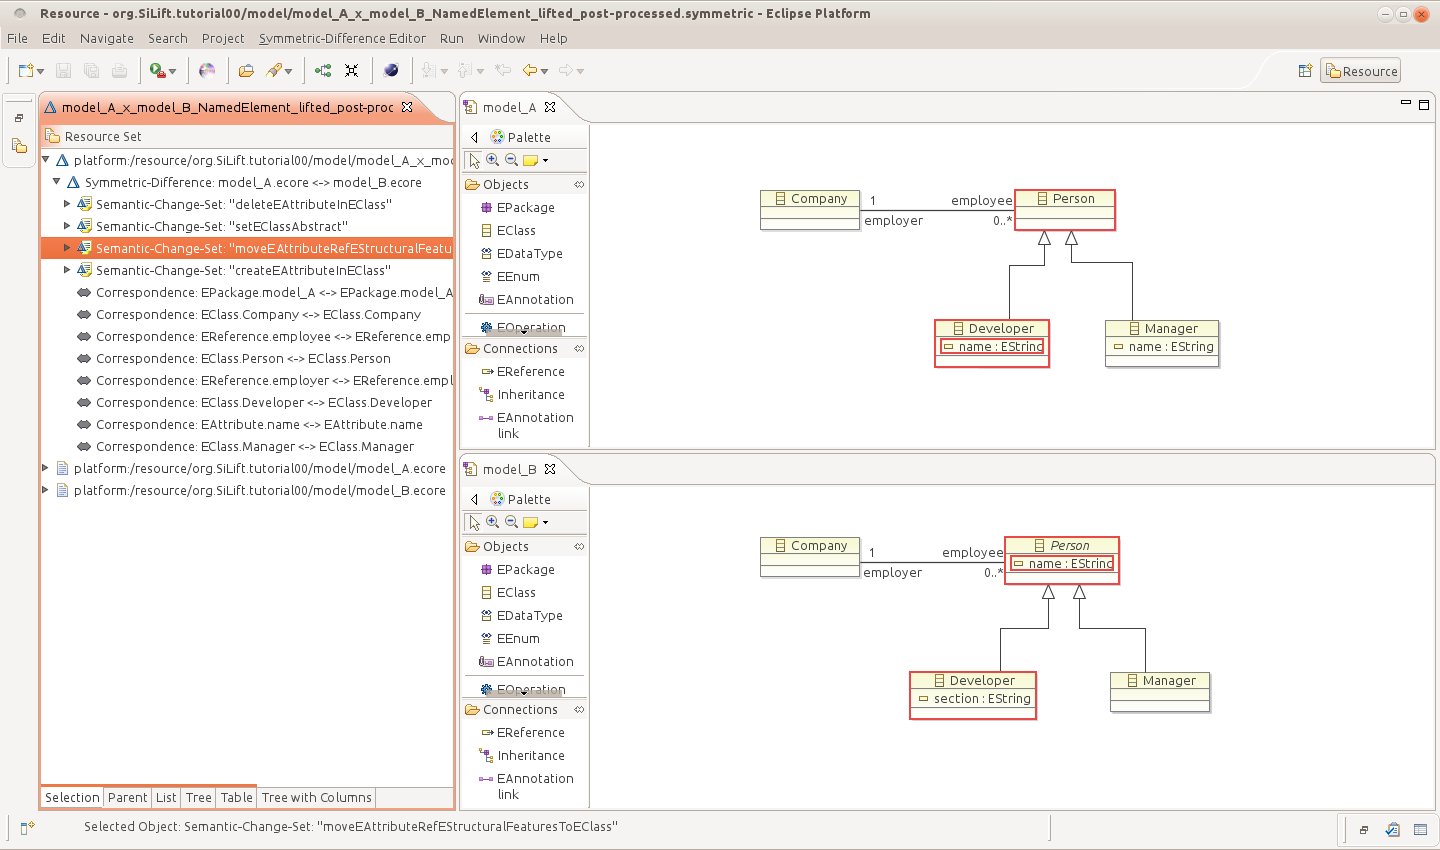 Resource - org.SiLift.tutorial00/model/model_A_x_model_B_NamedElement_lifted_post-processed.symmetric - Eclipse Platform
File Edit Navigate Search Project Symmetric-Difference Editor Run Window Help
Resource
model_A_x_model_B_NamedElement_lifted_post-proc
Resource Set
platform:/resource/org.SiLift.tutorial00/model/model_A_x_mo
Symmetric-Difference: model_A.ecore <-> model_B.ecore
Semantic-Change-Set: "deleteEAttributeInEClass"
Semantic-Change-Set: "setEClassAbstract"
Semantic-Change-Set: "moveEAttributeRefEStructuralFeatu
Semantic-Change-Set: "createEAttributeInEClass"
Correspondence: EPackage.model_A <-> EPackage.model_A
Correspondence: EClass.Company <-> EClass.Company
Correspondence: EReference.employee <-> EReference.emp
Correspondence: EClass.Person <-> EClass.Person
Correspondence: EReference.employer <-> EReference.empl
Correspondence: EClass.Developer <-> EClass.Developer
Correspondence: EAttribute.name <-> EAttribute.name
Correspondence: EClass.Manager <-> EClass.Manager
platform:/resource/org.SiLift.tutorial00/model/model_A.ecore
platform:/resource/org.SiLift.tutorial00/model/model_B.ecore
Selection Parent List Tree Table Tree with Columns
model_A
Palette
Objects
EPackage
EClass
EDataType
EEnum
EAnnotation
EOperation
Connections
EReference
Inheritance
EAnnotation
link
Company
1
employee
employer
0..*
Person
Developer
name : EString
Manager
name : EString
model_B
Palette
Objects
EPackage
EClass
EDataType
EEnum
EAnnotation
EOperation
Connections
EReference
Inheritance
EAnnotation
link
Company
1
employee
employer
0..*
Person
name : EString
Developer
section : EString
Manager
Selected Object: Semantic-Change-Set: "moveEAttributeRefEStructuralFeaturesToEClass"